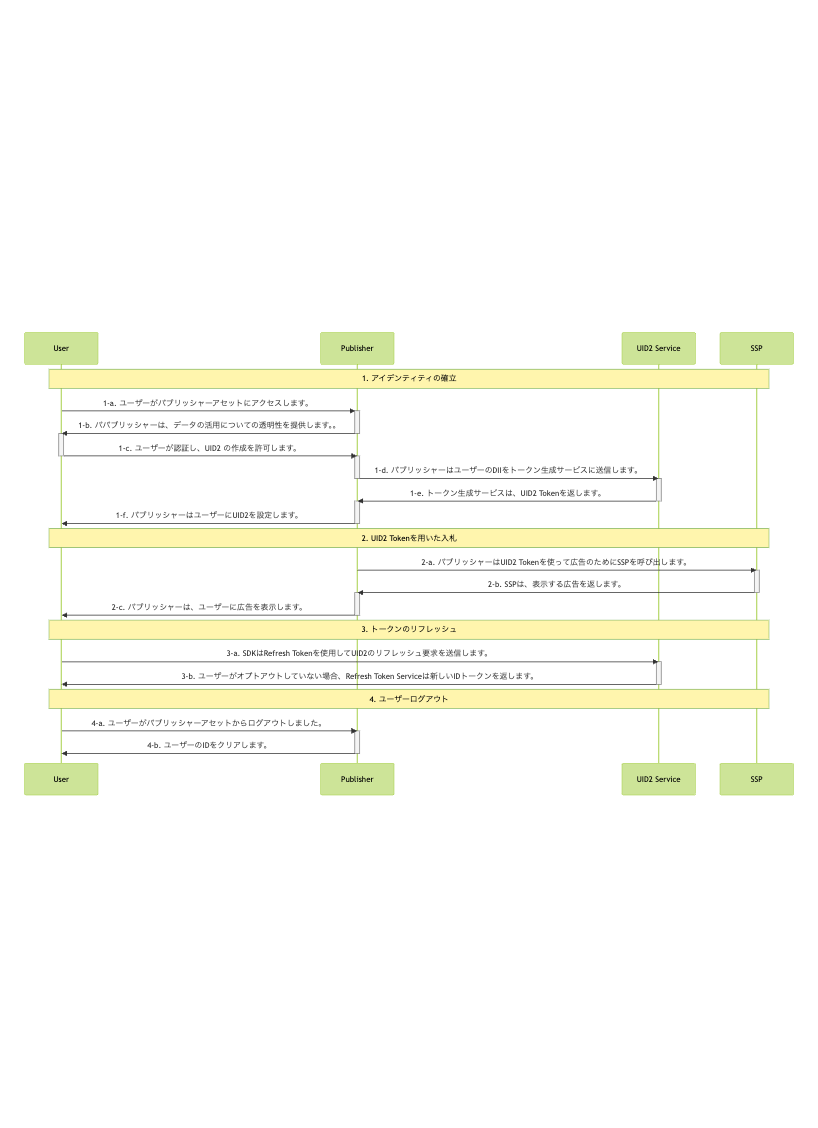 User Publisher UID2 Service SSP
1. アイデンティティの確立
1-a. ユーザーがパブリッシャーアセットにアクセスします。
1-b. パパブリッシャーは、データの活用についての透明性を提供します。。
1-c. ユーザーが認証し、UID2 の作成を許可します。
1-d. パブリッシャーはユーザーのDIIをトークン生成サービスに送信します。
1-e. トークン生成サービスは、UID2 Tokenを返します。
1-f. パブリッシャーはユーザーにUID2を設定します。
2. UID2 Tokenを用いた入札
2-a. パブリッシャーはUID2 Tokenを使って広告のためにSSPを呼び出します。
2-b. SSPは、表示する広告を返します。
2-c. パブリッシャーは、ユーザーに広告を表示します。
3. トークンのリフレッシュ
3-a. SDKはRefresh Tokenを使用してUID2のリフレッシュ要求を送信します。
3-b. ユーザーがオプトアウトしていない場合、Refresh Token Serviceは新しいIDトークンを返します。
4. ユーザーログアウト
4-a. ユーザーがパブリッシャーアセットからログアウトしました。
4-b. ユーザーのIDをクリアします。
User Publisher UID2 Service SSP